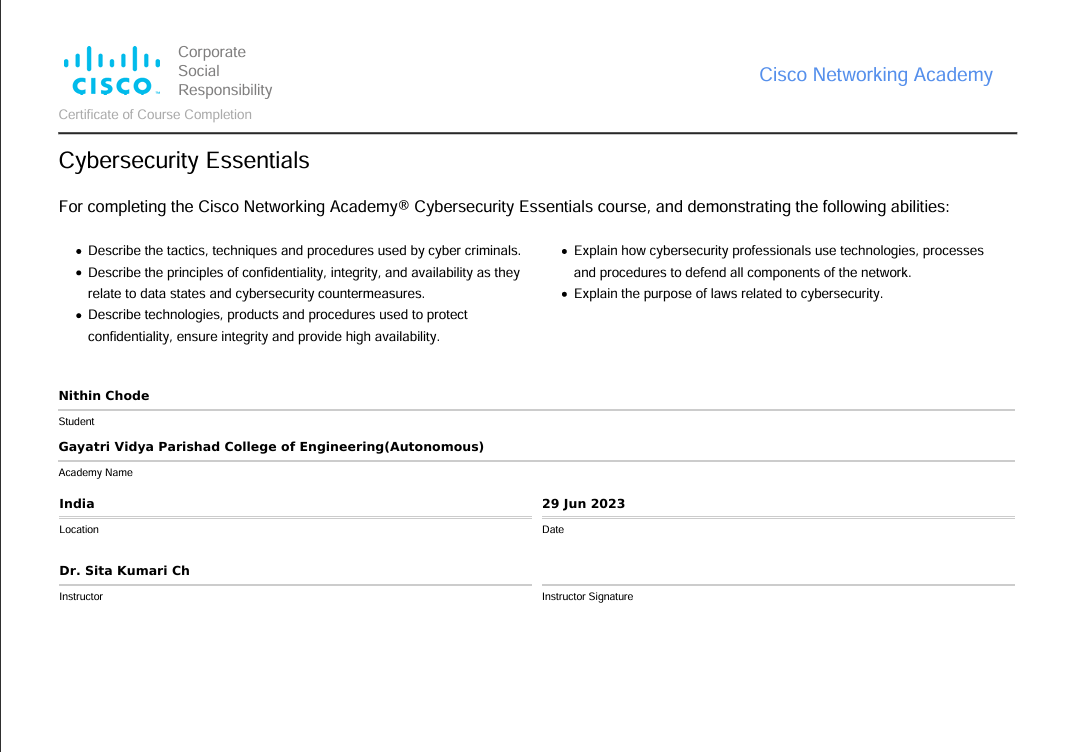 CISCO
Corporate
Social
Responsibility
Cisco Networking Academy
Certificate of Course Completion
Cybersecurity Essentials
For completing the Cisco Networking Academy® Cybersecurity Essentials course, and demonstrating the following abilities:
• Describe the tactics, techniques and procedures used by cyber criminals.
• Describe the principles of confidentiality, integrity, and availability as they
relate to data states and cybersecurity countermeasures.
• Describe technologies, products and procedures used to protect
confidentiality, ensure integrity and provide high availability.
• Explain how cybersecurity professionals use technologies, processes
and procedures to defend all components of the network.
• Explain the purpose of laws related to cybersecurity.
Nithin Chode
Student
Gayatri Vidya Parishad College of Engineering(Autonomous)
Academy Name
India
Location
29 Jun 2023
Date
Dr. Sita Kumari Ch
Instructor
Instructor Signature